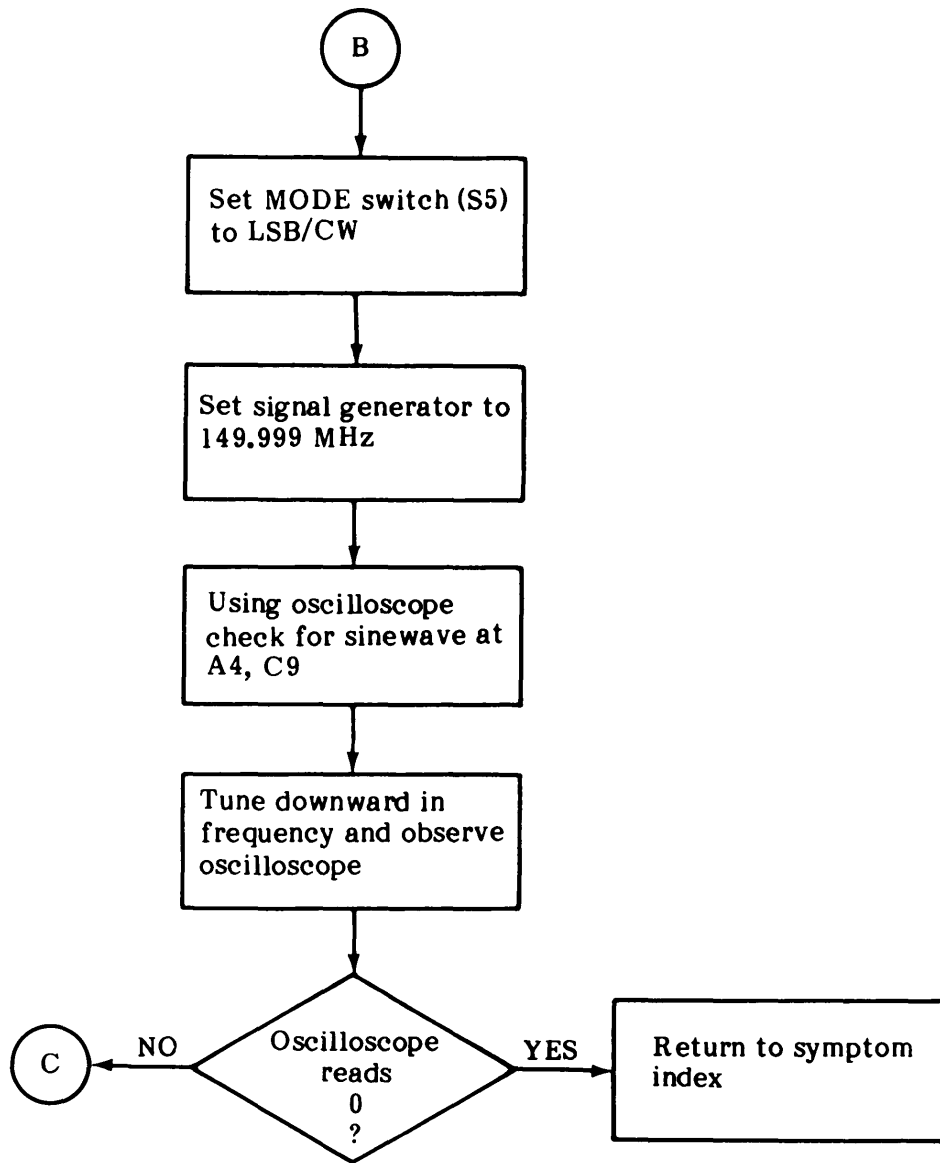 B
Set MODE switch (S5)
to LSB/CW
Set signal generator to
149.999 MHz
Using oscilloscope
check for sinewave at
A4, C9
Tune downward in
frequency and observe
oscilloscope
Oscilloscope
reads
0
?
NO
C
YES
Return to symptom
index